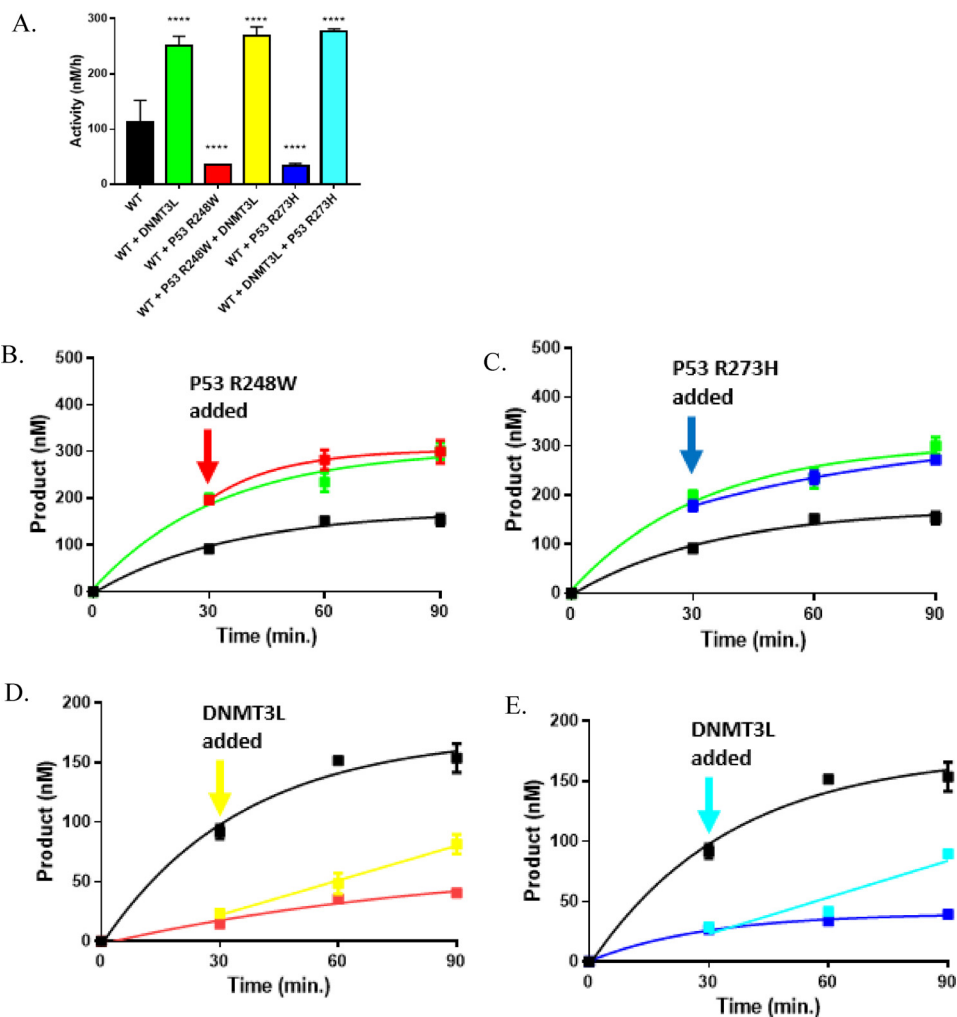 A.
300
200
100
0
Activity (nM/h)
**** **** ****
**** ****
WT
WT + DNMT3L
WT + P53 R248W
WT + P53 R248W + DNMT3L
WT + P53 R273H
WT + DNMT3L + P53 R273H
B.
500
400
300
200
100
0
Product (nM)
P53 R248W
added
0 30 60 90
Time (min.)
C.
500
400
300
200
100
0
Product (nM)
P53 R273H
added
0 30 60 90
Time (min.)
D.
200
150
100
50
0
Product (nM)
DNMT3L
added
0 30 60 90
Time (min.)
E.
200
150
100
50
0
Product (nM)
DNMT3L
added
0 30 60 90
Time (min.)